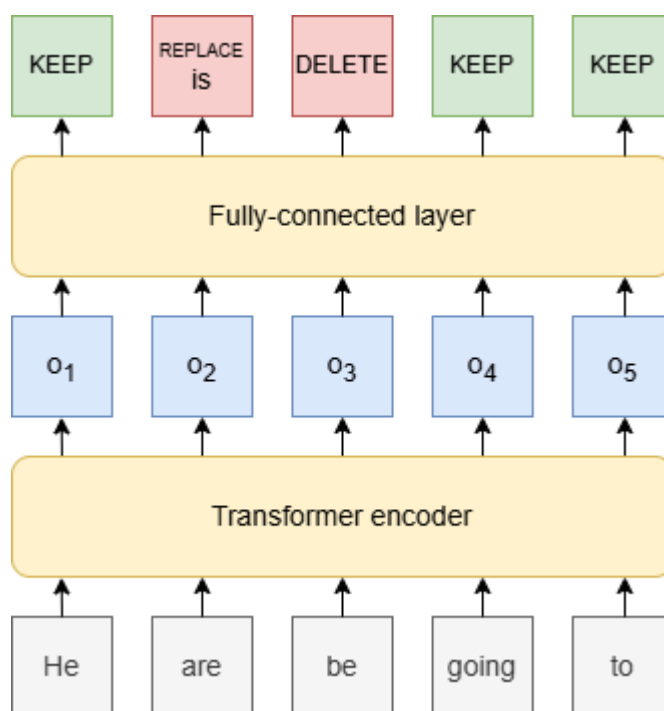 KEEP
REPLACE
is
DELETE
KEEP
KEEP
Fully-connected layer
o1
o2
o3
o4
o5
Transformer encoder
He
are
be
going
to